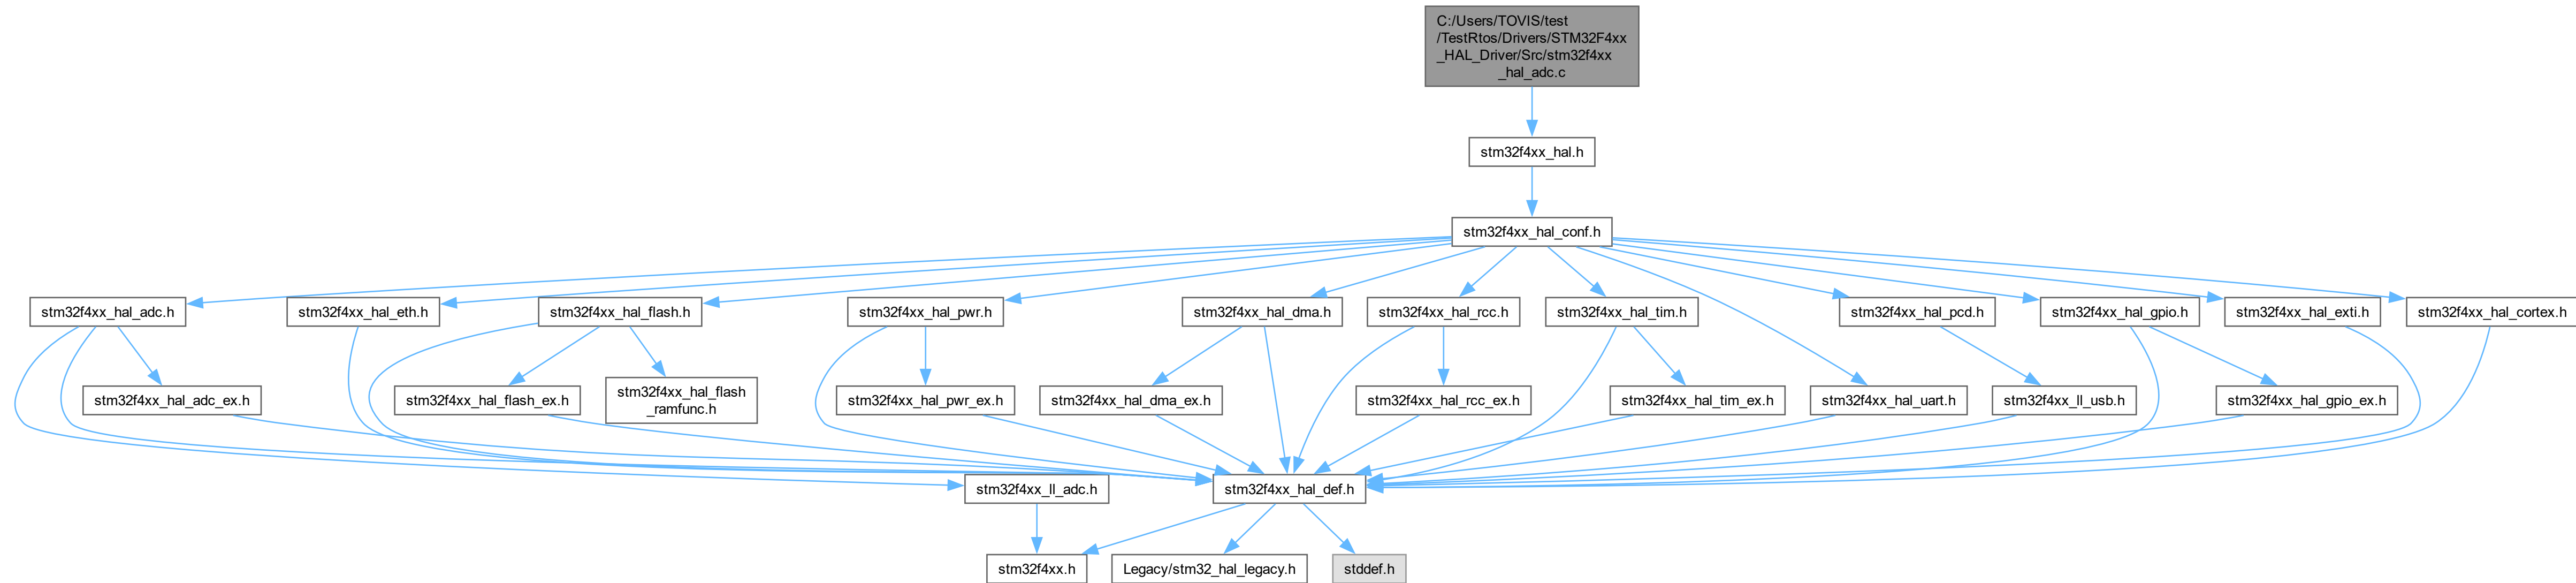 C:/Users/TOVIS/test
/TestRtos/Drivers/STM32F4xx
_HAL_Driver/Src/stm32f4xx
_hal_adc.c
stm32f4xx_hal.h
stm32f4xx_hal_conf.h
stm32f4xx_hal_adc.h
stm32f4xx_hal_eth.h
stm32f4xx_hal_flash.h
stm32f4xx_hal_pwr.h
stm32f4xx_hal_dma.h
stm32f4xx_hal_rcc.h
stm32f4xx_hal_tim.h
stm32f4xx_hal_pcd.h
stm32f4xx_hal_gpio.h
stm32f4xx_hal_exti.h
stm32f4xx_hal_cortex.h
stm32f4xx_hal_adc_ex.h
stm32f4xx_hal_flash_ex.h
stm32f4xx_hal_flash
_ramfunc.h
stm32f4xx_hal_pwr_ex.h
stm32f4xx_hal_dma_ex.h
stm32f4xx_hal_rcc_ex.h
stm32f4xx_hal_tim_ex.h
stm32f4xx_hal_uart.h
stm32f4xx_ll_usb.h
stm32f4xx_hal_gpio_ex.h
stm32f4xx_ll_adc.h
stm32f4xx_hal_def.h
stm32f4xx.h
Legacy/stm32_hal_legacy.h
stddef.h